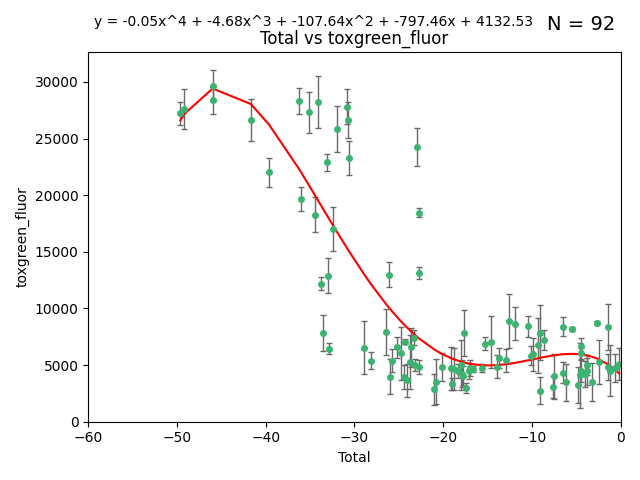 y = -0.05x^4 + -4.68x^3 + -107.64x^2 + -797.46x + 4132.53
N = 92
Total vs toxgreen_fluor
30000
25000
20000
15000
10000
5000
0
toxgreen_fluor
−60 −50 −40 −30 −20 −10 0
Total